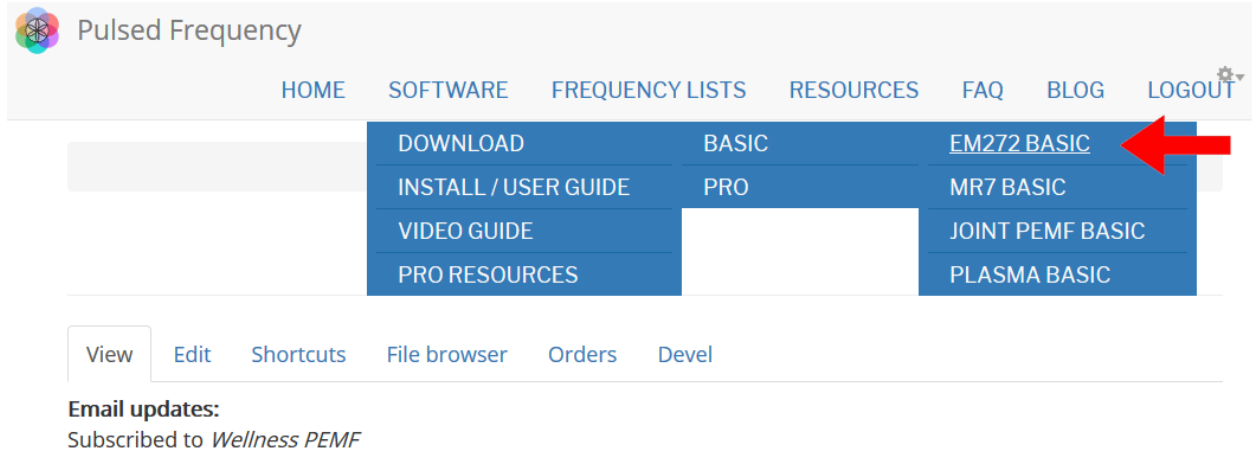 Pulsed Frequency
HOME SOFTWARE FREQUENCY LISTS RESOURCES FAQ BLOG LOGOUT
DOWNLOAD BASIC EM272 BASIC
INSTALL / USER GUIDE PRO MR7 BASIC
VIDEO GUIDE JOINT PEMF BASIC
PRO RESOURCES PLASMA BASIC
View Edit Shortcuts File browser Orders Devel
Email updates:
Subscribed to Wellness PEMF